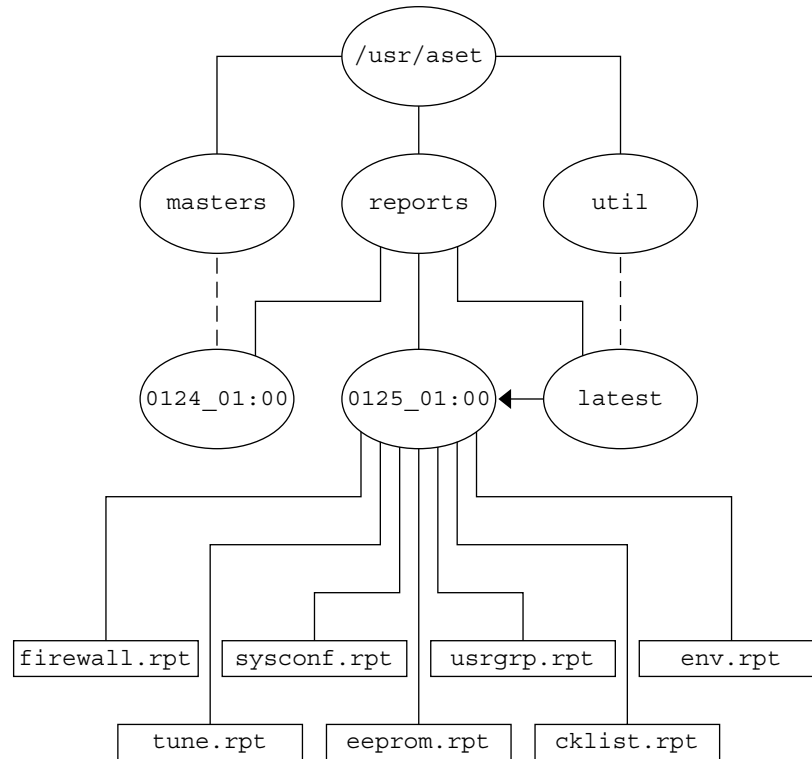 /usr/aset
masters
reports
util
0124_01:00
0125_01:00
latest
firewall.rpt
sysconf.rpt
usrgrp.rpt
env.rpt
tune.rpt
eeprom.rpt
cklist.rpt